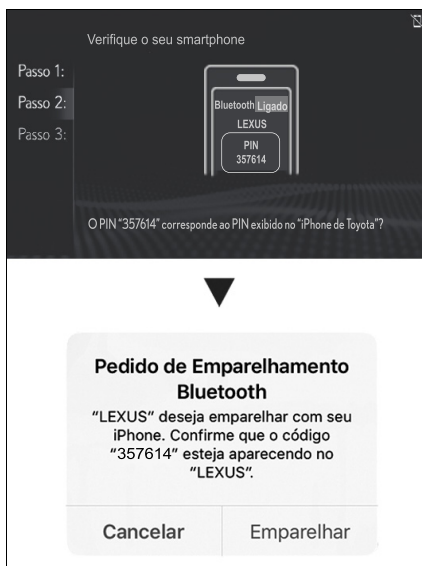 Verifique o seu smartphone
Passo 1:
Passo 2:
Passo 3:
Bluetooth Ligado
LEXUS
PIN
357614
O PIN "357614" corresponde ao PIN exibido no "iPhone de Toyota"?
Pedido de Emparelhamento
Bluetooth
"LEXUS" deseja emparelhar com seu
iPhone. Confirme que o código
"357614" esteja aparecendo no
"LEXUS".
Cancelar Emparelhar